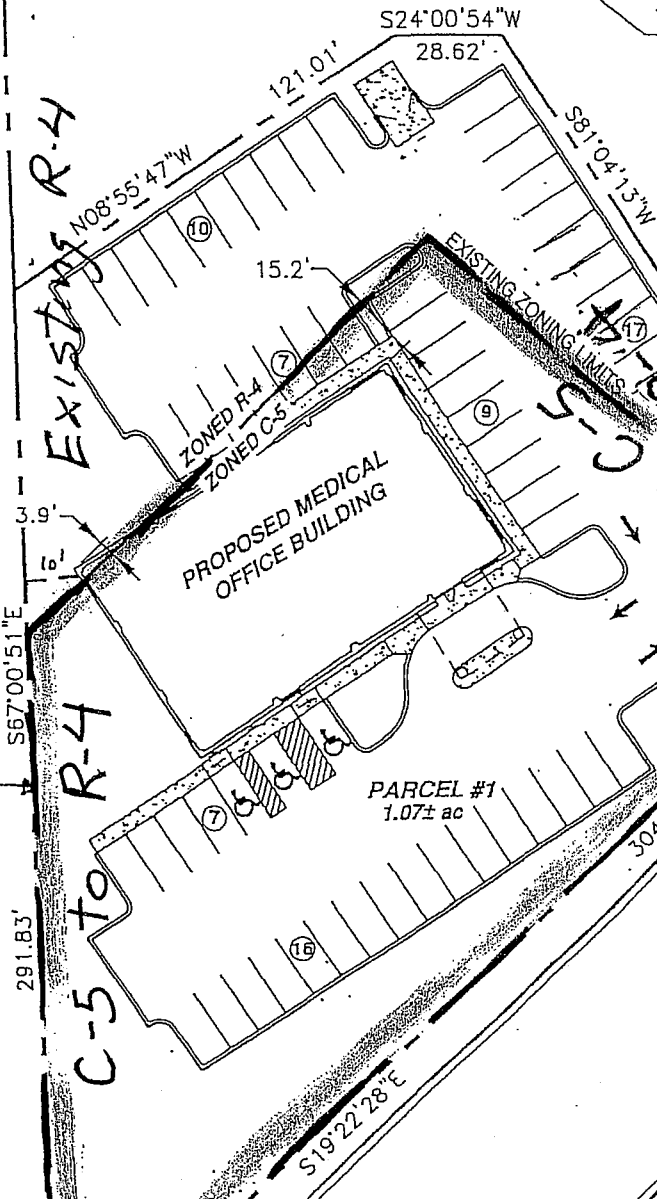 S24°00'54"W
28.62'
121.01'
N08°55'47"W
S81°04'13"W
Existing R-4
10
15.2'
EXISTING ZONING LIMITS
17
7
9
C-5
ZONED R-4
ZONED C-5
PROPOSED MEDICAL
OFFICE BUILDING
3.9'
10'
S67°00'51"E
291.83'
C-5 to R-4
7
PARCEL #1
1.07± ac
16
304
S19°22'28"E